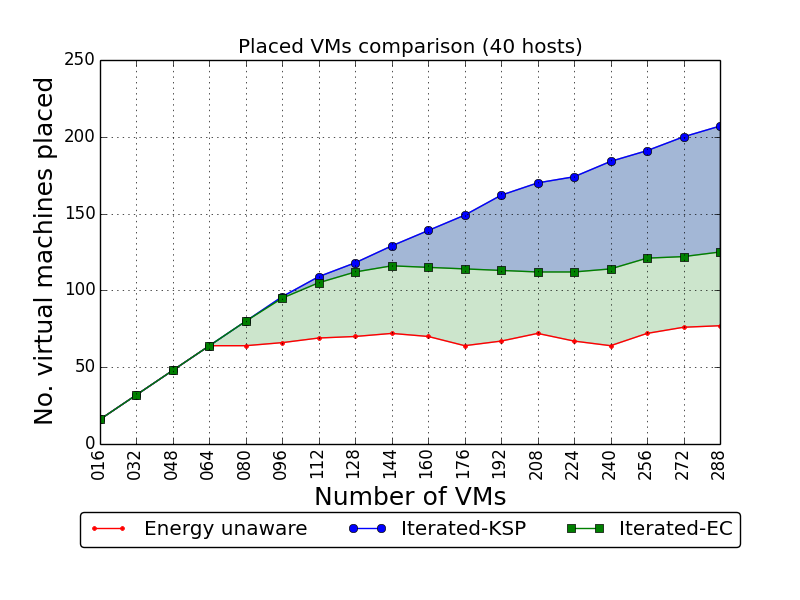 Placed VMs comparison (40 hosts)
No. virtual machines placed
250
200
150
100
50
0
016 032 048 064 080 096 112 128 144 160 176 192 208 224 240 256 272 288
Number of VMs
Energy unaware Iterated-KSP Iterated-EC